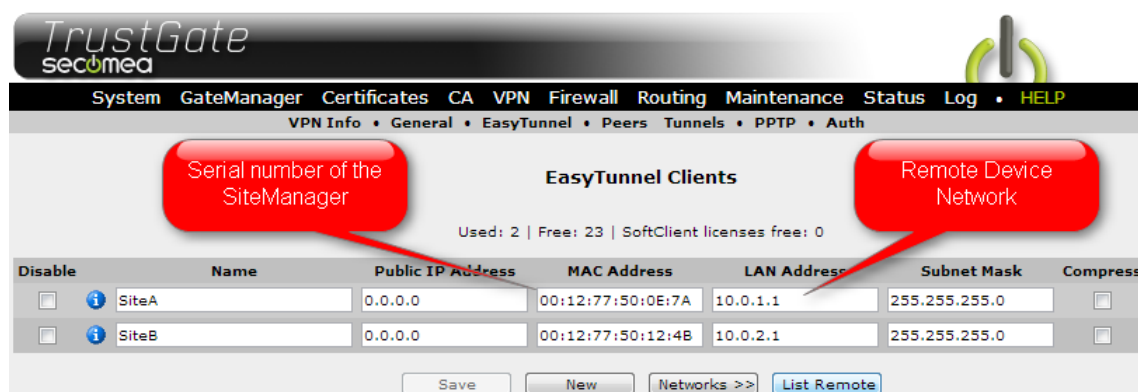 TrustGate
secomea
System GateManager Certificates CA VPN Firewall Routing Maintenance Status Log • HELP
VPN Info • General • EasyTunnel • Peers Tunnels • PPTP • Auth
Serial number of the
SiteManager
EasyTunnel Clients
Remote Device
Network
Used: 2 | Free: 23 | SoftClient licenses free: 0
Disable Name Public IP Address MAC Address LAN Address Subnet Mask Compress
SiteA 0.0.0.0 00:12:77:50:0E:7A 10.0.1.1 255.255.255.0
SiteB 0.0.0.0 00:12:77:50:12:4B 10.0.2.1 255.255.255.0
Save New Networks >> List Remote